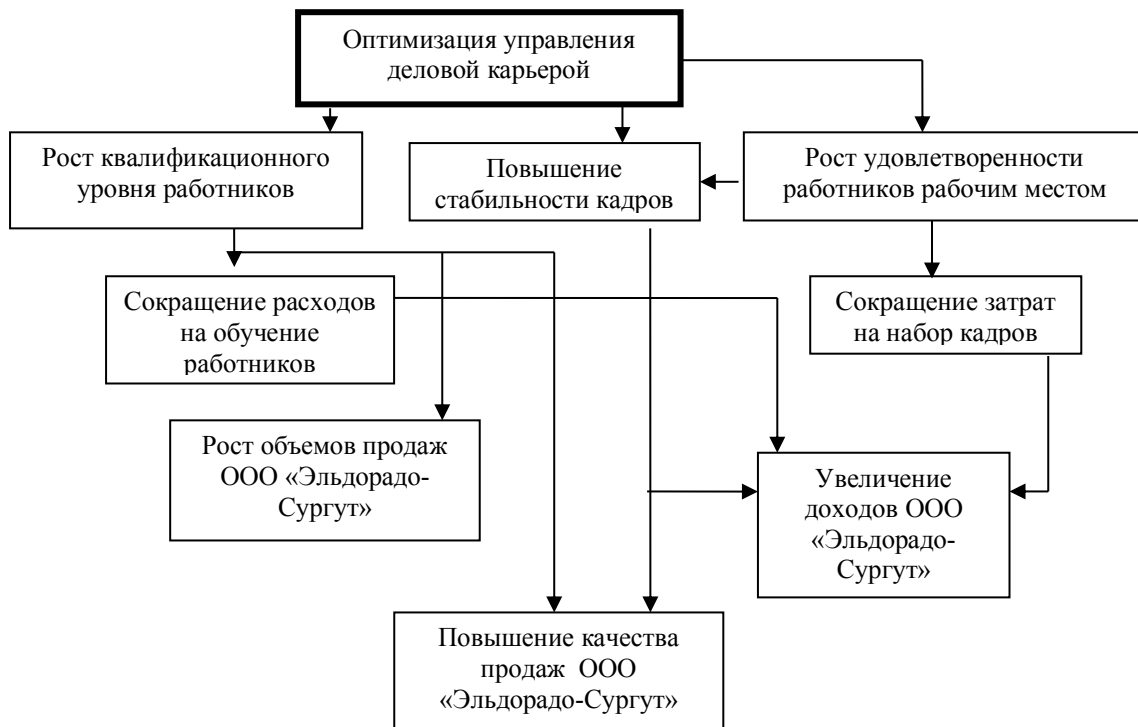 Оптимизация управления
деловой карьерой
Рост квалификационного
уровня работников
Повышение
стабильности кадров
Рост удовлетворенности
работников рабочим местом
Сокращение расходов
на обучение
работников
Сокращение затрат
на набор кадров
Рост объемов продаж
ООО «Эльдорадо-
Сургут»
Увеличение
доходов ООО
«Эльдорадо-
Сургут»
Повышение качества
продаж ООО
«Эльдорадо-Сургут»